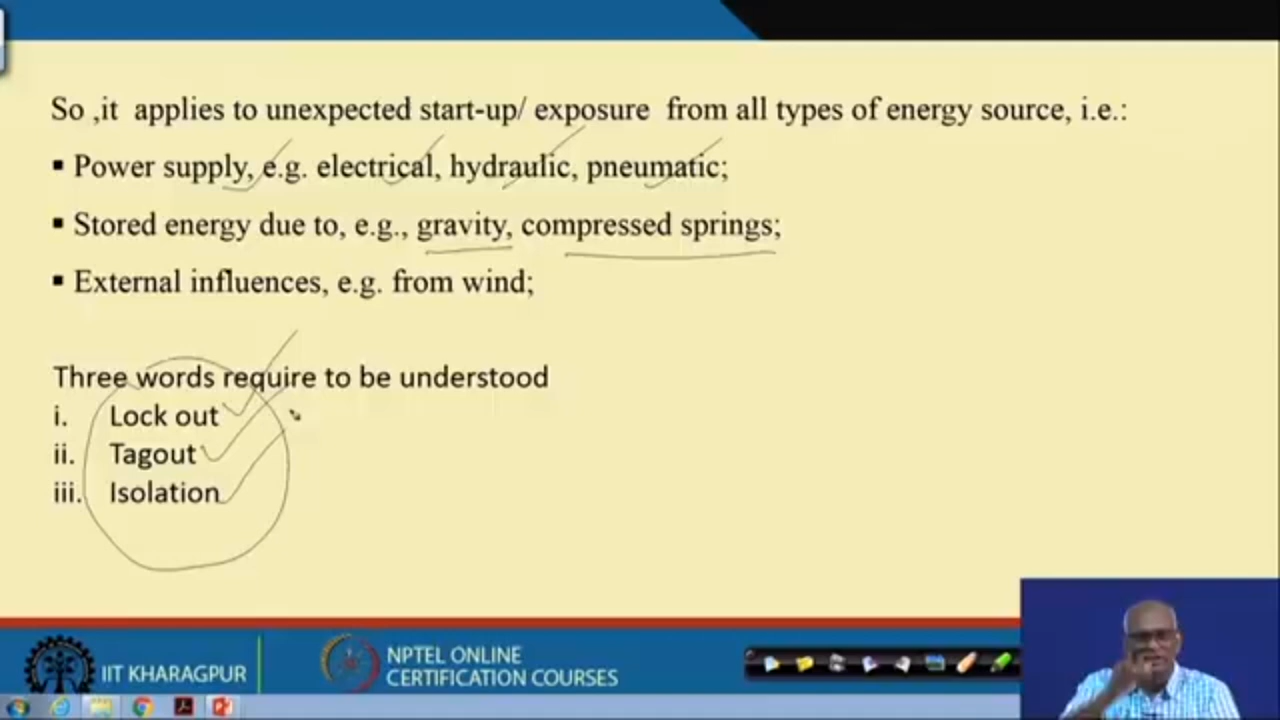 So ,it applies to unexpected start-up/ exposure from all types of energy source, i.e.:
▪ Power supply, e.g. electrical, hydraulic, pneumatic;
▪ Stored energy due to, e.g., gravity, compressed springs;
▪ External influences, e.g. from wind;
Three words require to be understood
i. Lock out
ii. Tagout
iii. Isolation
IIT KHARAGPUR
NPTEL ONLINE
CERTIFICATION COURSES